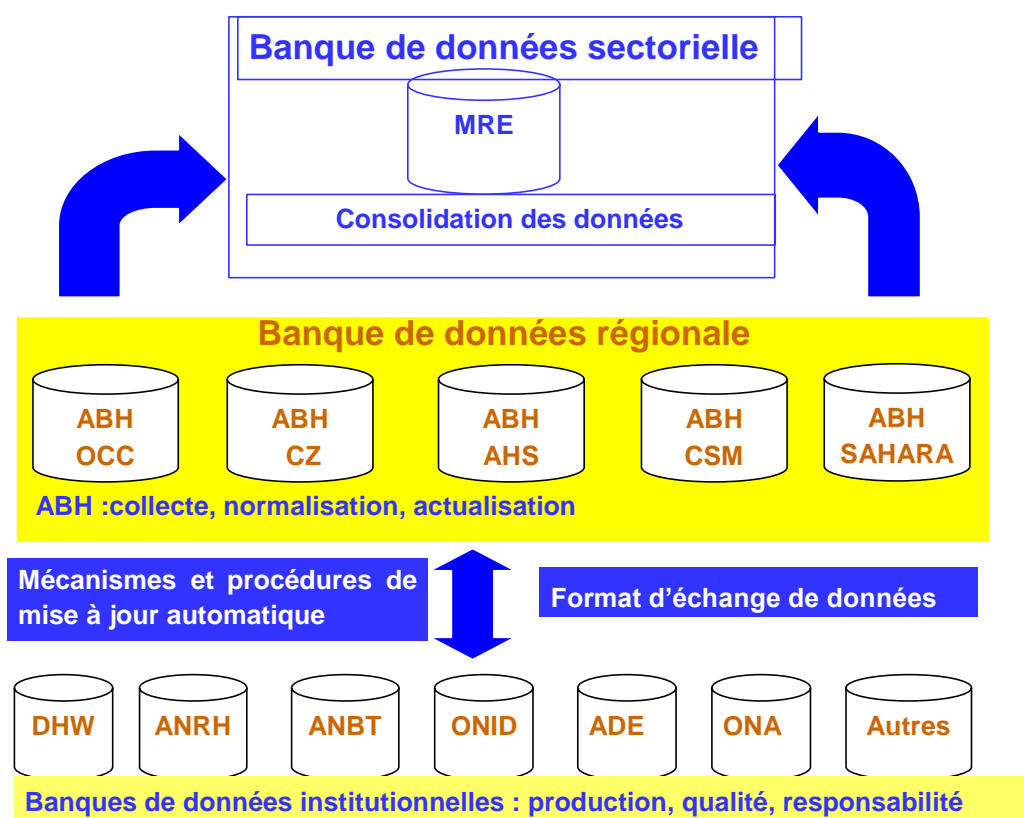 Banque de données sectorielle
MRE
Consolidation des données
Banque de données régionale
ABH
OCC
ABH
CZ
ABH
AHS
ABH
CSM
ABH
SAHARA
ABH :collecte, normalisation, actualisation
Mécanismes et procédures de
mise à jour automatique
Format d’échange de données
DHW
ANRH
ANBT
ONID
ADE
ONA
Autres
Banques de données institutionnelles : production, qualité, responsabilité